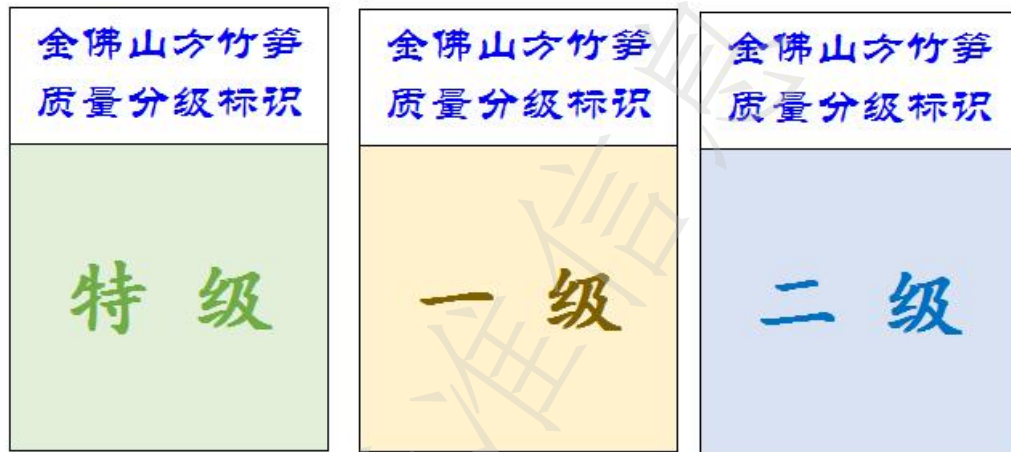 金佛山方竹笋
质量分级标识
特 级
金佛山方竹笋
质量分级标识
一 级
金佛山方竹笋
质量分级标识
二 级